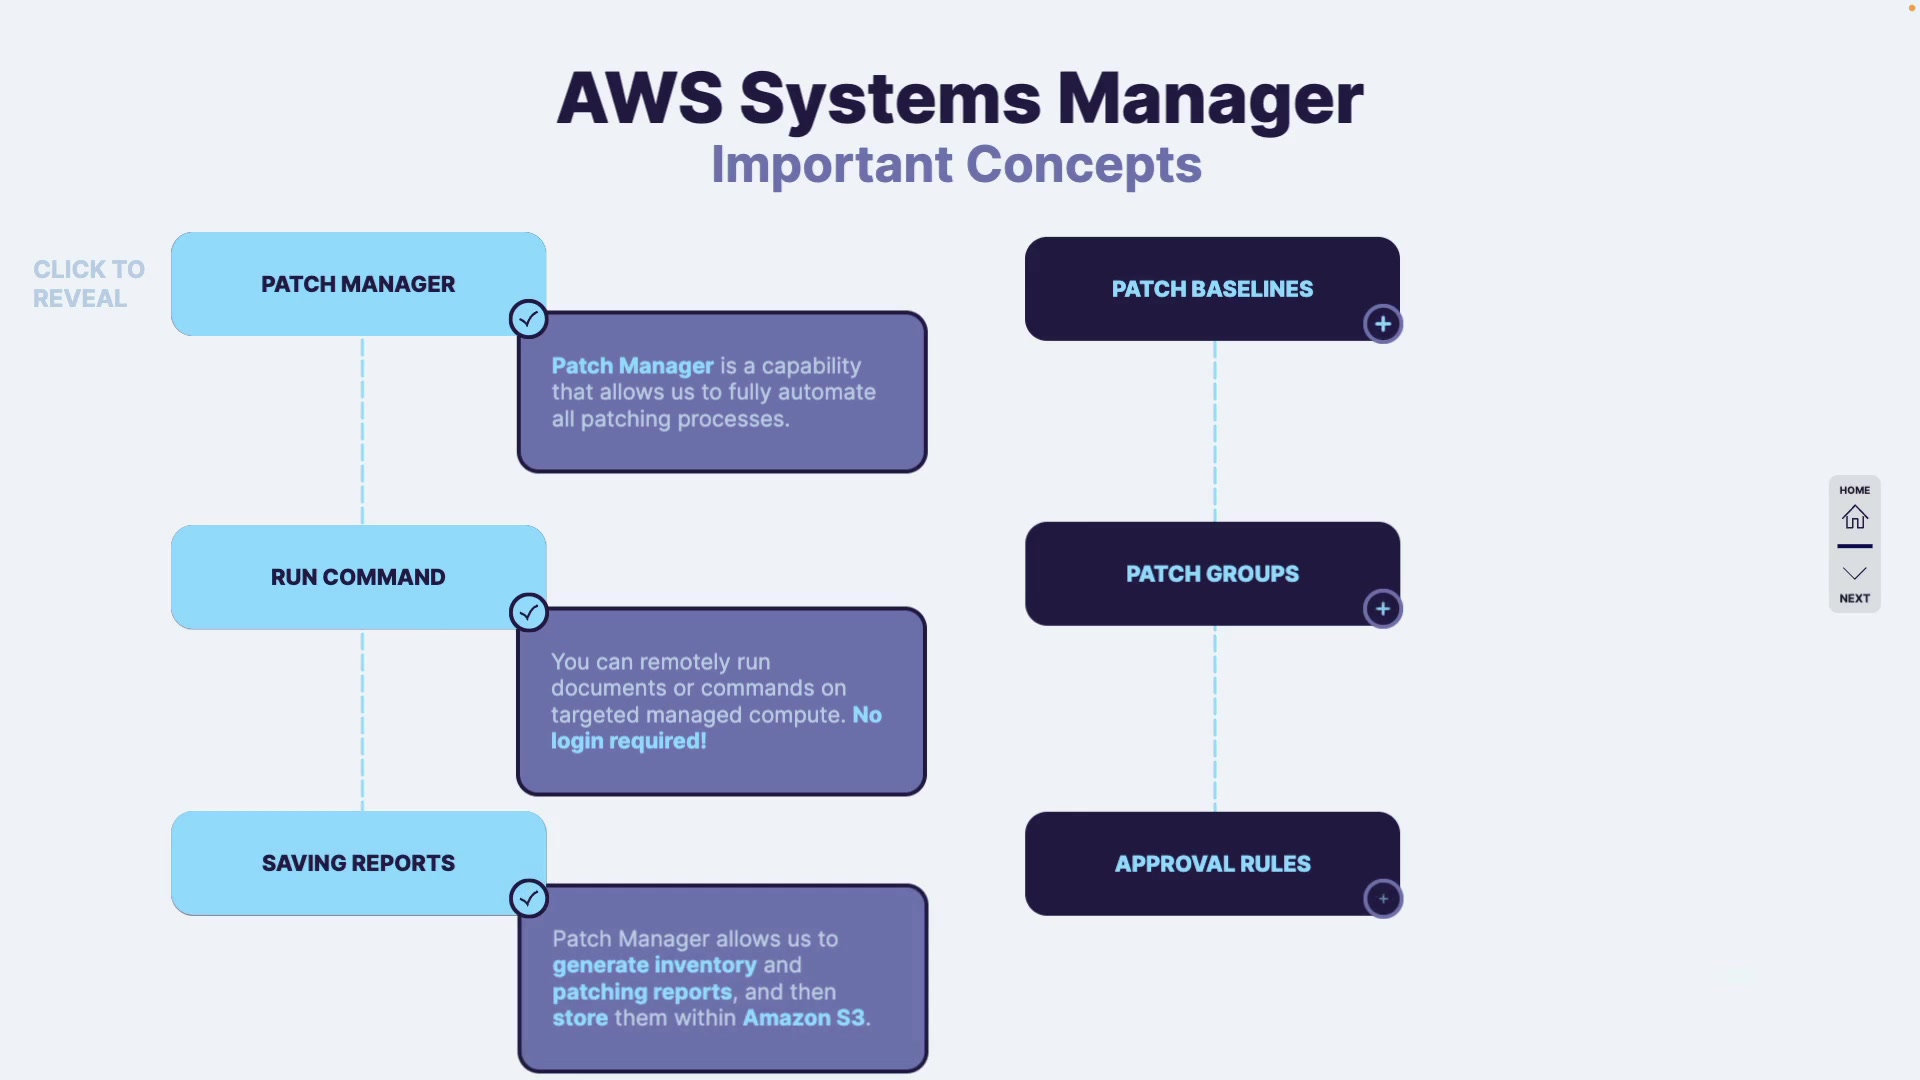 AWS Systems Manager
Important Concepts
CLICK TO
REVEAL
PATCH MANAGER
Patch Manager is a capability
that allows us to fully automate
all patching processes.
RUN COMMAND
You can remotely run
documents or commands on
targeted managed compute. No
login required!
SAVING REPORTS
Patch Manager allows us to
generate inventory and
patching reports, and then
store them within Amazon S3.
PATCH BASELINES
PATCH GROUPS
APPROVAL RULES
HOME
NEXT